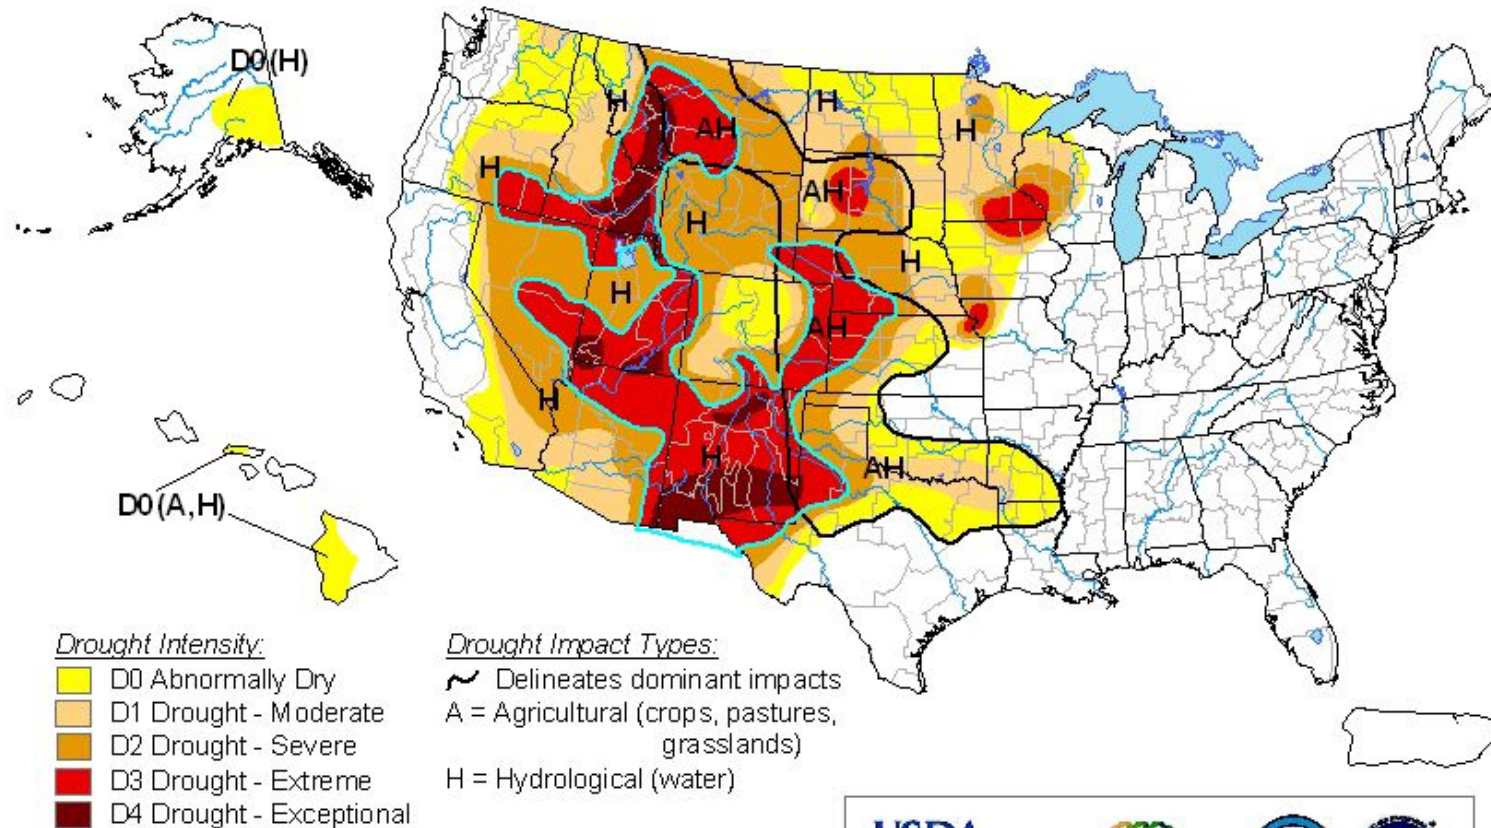 D0(H)
H
H
AH
H
H
AH
H
H
H
H
AH
H
H
AH
D0(A,H)
Drought Intensity:
D0 Abnormally Dry
D1 Drought - Moderate
D2 Drought - Severe
D3 Drought - Extreme
D4 Drought - Exceptional
Drought Impact Types:
Delineates dominant impacts
A = Agricultural (crops, pastures,
grasslands)
H = Hydrological (water)
USDA